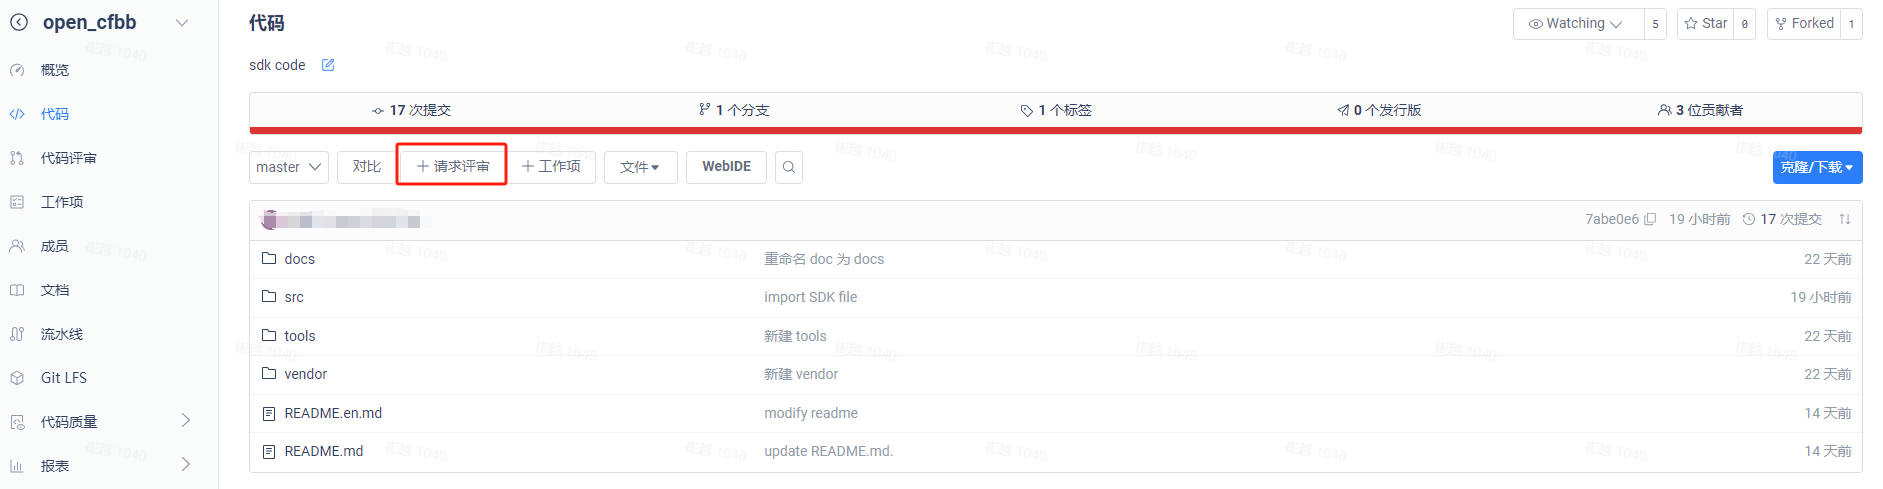 open_cfbb
概览
代码
代码评审
工作项
成员
文档
流水线
Git LFS
代码质量
报表
代码
Watching 5 Star 0 Forked 1
sdk code
17 次提交 1 个分支 1 个标签 0 个发行版 3 位贡献者
master 对比 + 请求评审 + 工作项 文件 WebIDE 克隆/下载
7abe0e6 19 小时前 17 次提交
docs 重命名 doc 为 docs 22 天前
src import SDK file 19 小时前
tools 新建 tools 22 天前
vendor 新建 vendor 22 天前
README.en.md modify readme 14 天前
README.md update README.md. 14 天前